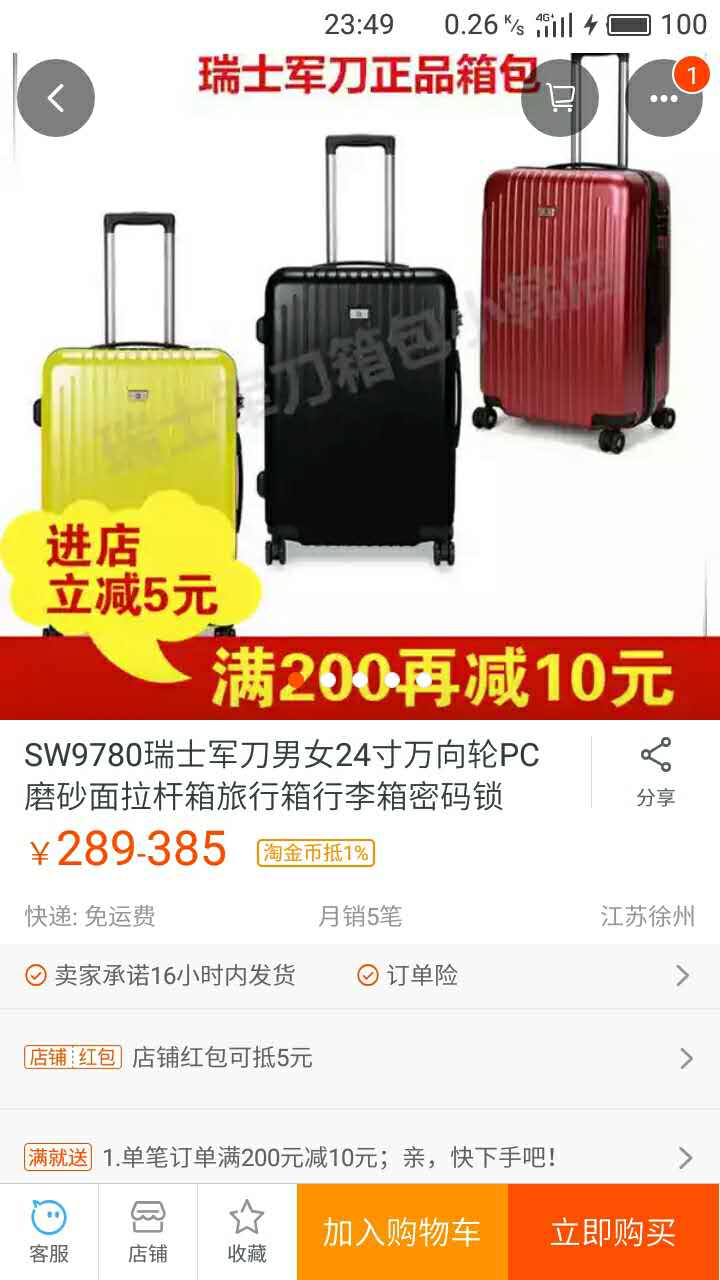 23:49
0.26 K/s 4G+ 100
瑞士军刀正品箱包
1
瑞士军刀箱包小韩店
进店
立减5元
满200再减10元
SW9780瑞士军刀男女24寸万向轮PC
磨砂面拉杆箱旅行箱行李箱密码锁
分享
¥289-385
淘金币抵1%
快递: 免运费
月销5笔
江苏徐州
卖家承诺16小时内发货
订单险
店铺 红包 店铺红包可抵5元
满就送 1.单笔订单满200元减10元；亲，快下手吧！
客服
店铺
收藏
加入购物车
立即购买